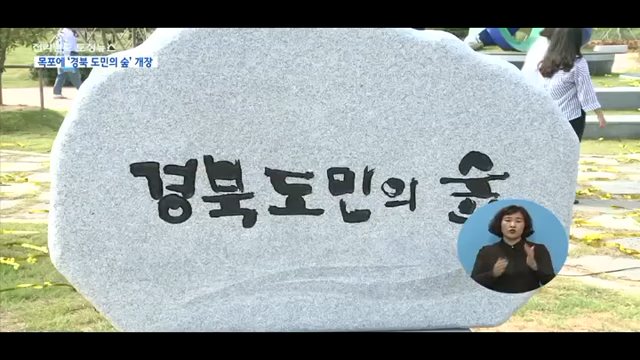 목포에 ‘경북 도민의 숲’ 개장
경북 도민의 숲